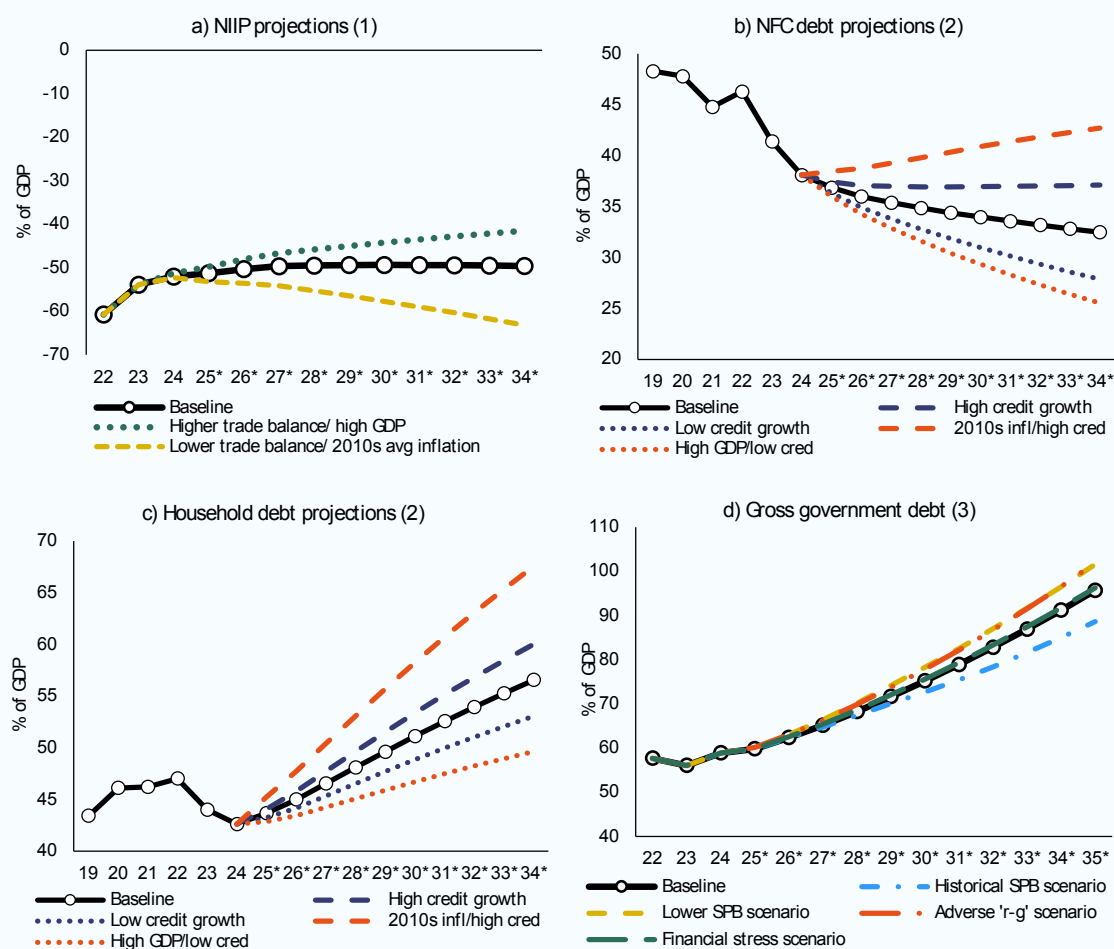 a) NIIP projections (1)
0
-10
-20
-30
-40
-50
-60
-70
% of GDP
22 23 24 25* 26* 27* 28* 29* 30* 31* 32* 33* 34*
Baseline
Higher trade balance/ high GDP
Lower trade balance/ 2010s avg inflation
b) NFC debt projections (2)
50
45
40
35
30
25
20
% of GDP
19 20 21 22 23 24 25* 26* 27* 28* 29* 30* 31* 32* 33* 34*
Baseline
High credit growth
Low credit growth
2010s infl/high cred
High GDP/low cred
c) Household debt projections (2)
70
65
60
55
50
45
40
% of GDP
19 20 21 22 23 24 25* 26* 27* 28* 29* 30* 31* 32* 33* 34*
Baseline
High credit growth
Low credit growth
2010s infl/high cred
High GDP/low cred
d) Gross government debt (3)
110
100
90
80
70
60
50
40
% of GDP
22 23 24 25* 26* 27* 28* 29* 30* 31* 32* 33* 34* 35*
Baseline
Historical SPB scenario
Lower SPB scenario
Adverse 'r-g' scenario
Financial stress scenario